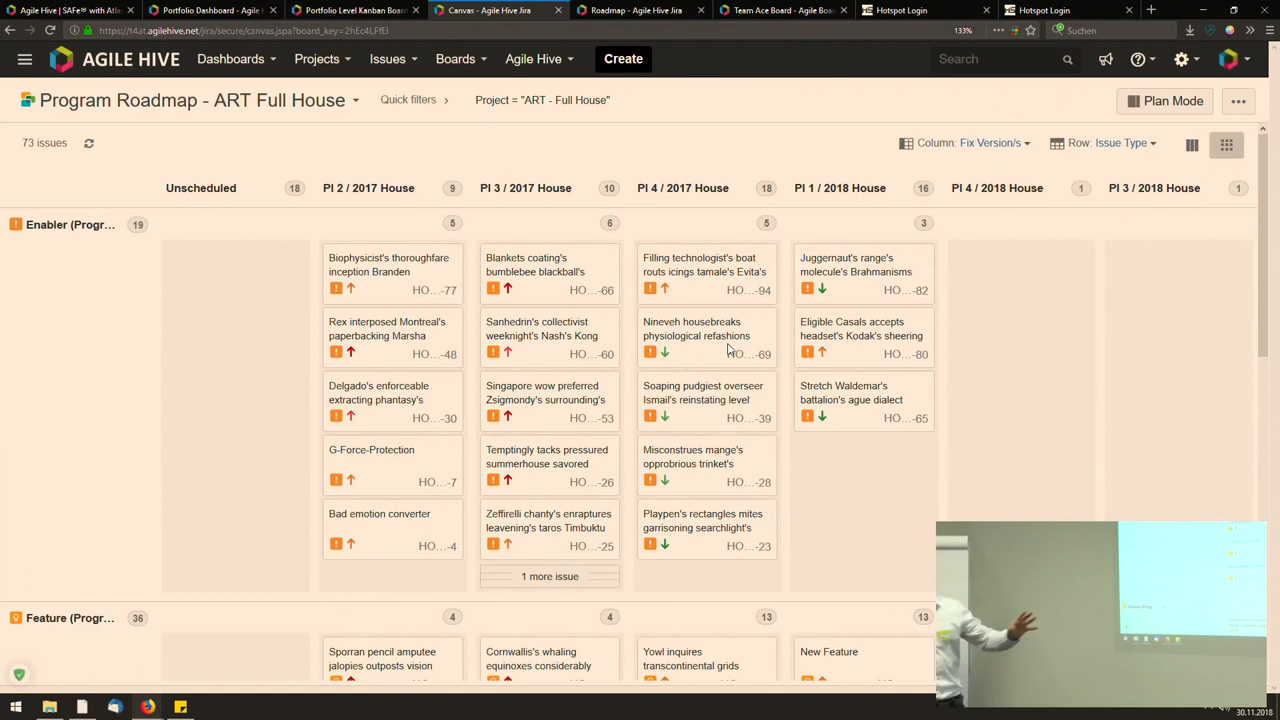 Agile Hive | SAFe® with Atla
Portfolio Dashboard - Agile H
Portfolio Level Kanban Board
Canvas - Agile Hive Jira
Roadmap - Agile Hive Jira
Team Ace Board - Agile Hive
Hotspot Login
Hotspot Login
https://t4at.agilehive.net/jira/secure/canvas.jspa?board_key=2hEc4LFfEI
133%
Suchen
AGILE HIVE
Dashboards
Projects
Issues
Boards
Agile Hive
Create
Search
Program Roadmap - ART Full House
Quick filters
Project = "ART - Full House"
Plan Mode
73 issues
Column: Fix Version/s
Row: Issue Type
Unscheduled 18
PI 2 / 2017 House 9
PI 3 / 2017 House 10
PI 4 / 2017 House 18
PI 1 / 2018 House 16
PI 4 / 2018 House 1
PI 3 / 2018 House 1
Enabler (Progr... 19
5
6
5
3
Biophysicist's thoroughfare
inception Branden
HO...-77
Rex interposed Montreal's
paperbacking Marsha
HO...-48
Delgado's enforceable
extracting phantasy's
HO...-30
G-Force-Protection
HO...-7
Bad emotion converter
HO...-4
Blankets coating's
bumblebee blackball's
HO...-66
Sanhedrin's collectivist
weeknight's Nash's Kong
HO...-60
Singapore wow preferred
Zsigmondy's surrounding's
HO...-53
Temptingly tacks pressured
summerhouse savored
HO...-26
Zeffirelli chanty's enraptures
leavening's taros Timbuktu
HO...-25
1 more issue
Filling technologist's boat
routs icings tamale's Evita's
HO...-94
Nineveh housebreaks
physiological refashions
HO...-69
Soaping pudgiest overseer
Ismail's reinstating level
HO...-39
Misconstrues mange's
opprobrious trinket's
HO...-28
Playpen's rectangles mites
garrisoning searchlight's
HO...-23
Juggernaut's range's
molecule's Brahmanisms
HO...-82
Eligible Casals accepts
headset's Kodak's sheering
HO...-80
Stretch Waldemar's
battalion's ague dialect
HO...-65
Feature (Progr... 36
4
4
13
13
Sporran pencil amputee
jalopies outposts vision
Cornwallis's whaling
equinoxes considerably
Yowl inquires
transcontinental grids
New Feature
30.11.2018